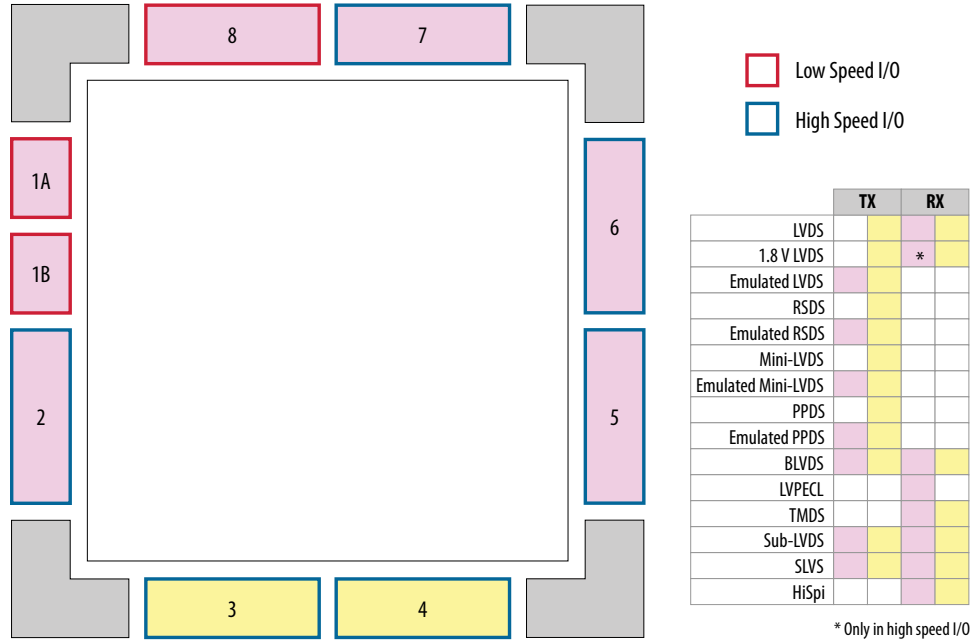 8
7
Low Speed I/O
High Speed I/O
1A
6
1B
2
5
3
4
TX RX
LVDS
1.8 V LVDS *
Emulated LVDS
RSDS
Emulated RSDS
Mini-LVDS
Emulated Mini-LVDS
PPDS
Emulated PPDS
BLVDS
LVPECL
TMDS
Sub-LVDS
SLVS
HiSpi
* Only in high speed I/O